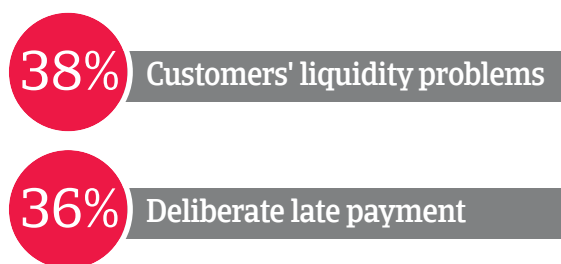 38% Customers' liquidity problems
36% Deliberate late payment